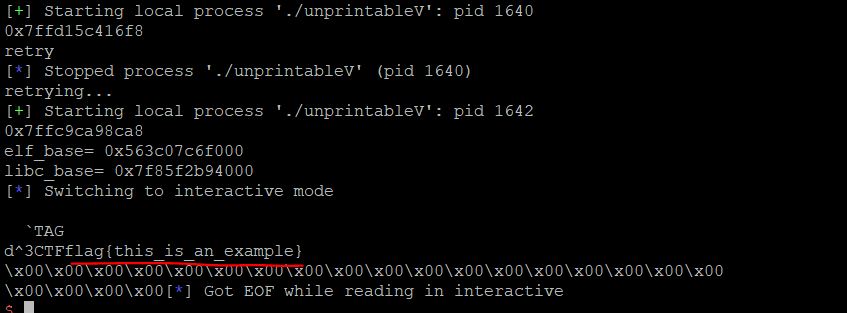 [+] Starting local process './unprintableV': pid 1640
0x7ffd15c416f8
retry
[*] Stopped process './unprintableV' (pid 1640)
retrying...
[+] Starting local process './unprintableV': pid 1642
0x7ffc9ca98ca8
elf_base= 0x563c07c6f000
libc_base= 0x7f85f2b94000
[*] Switching to interactive mode
`TAG
d^3CTFflag{this_is_an_example}
\x00\x00\x00\x00\x00\x00\x00\x00\x00\x00\x00\x00\x00\x00\x00\x00\x00\x00
\x00\x00\x00\x00[*] Got EOF while reading in interactive
$